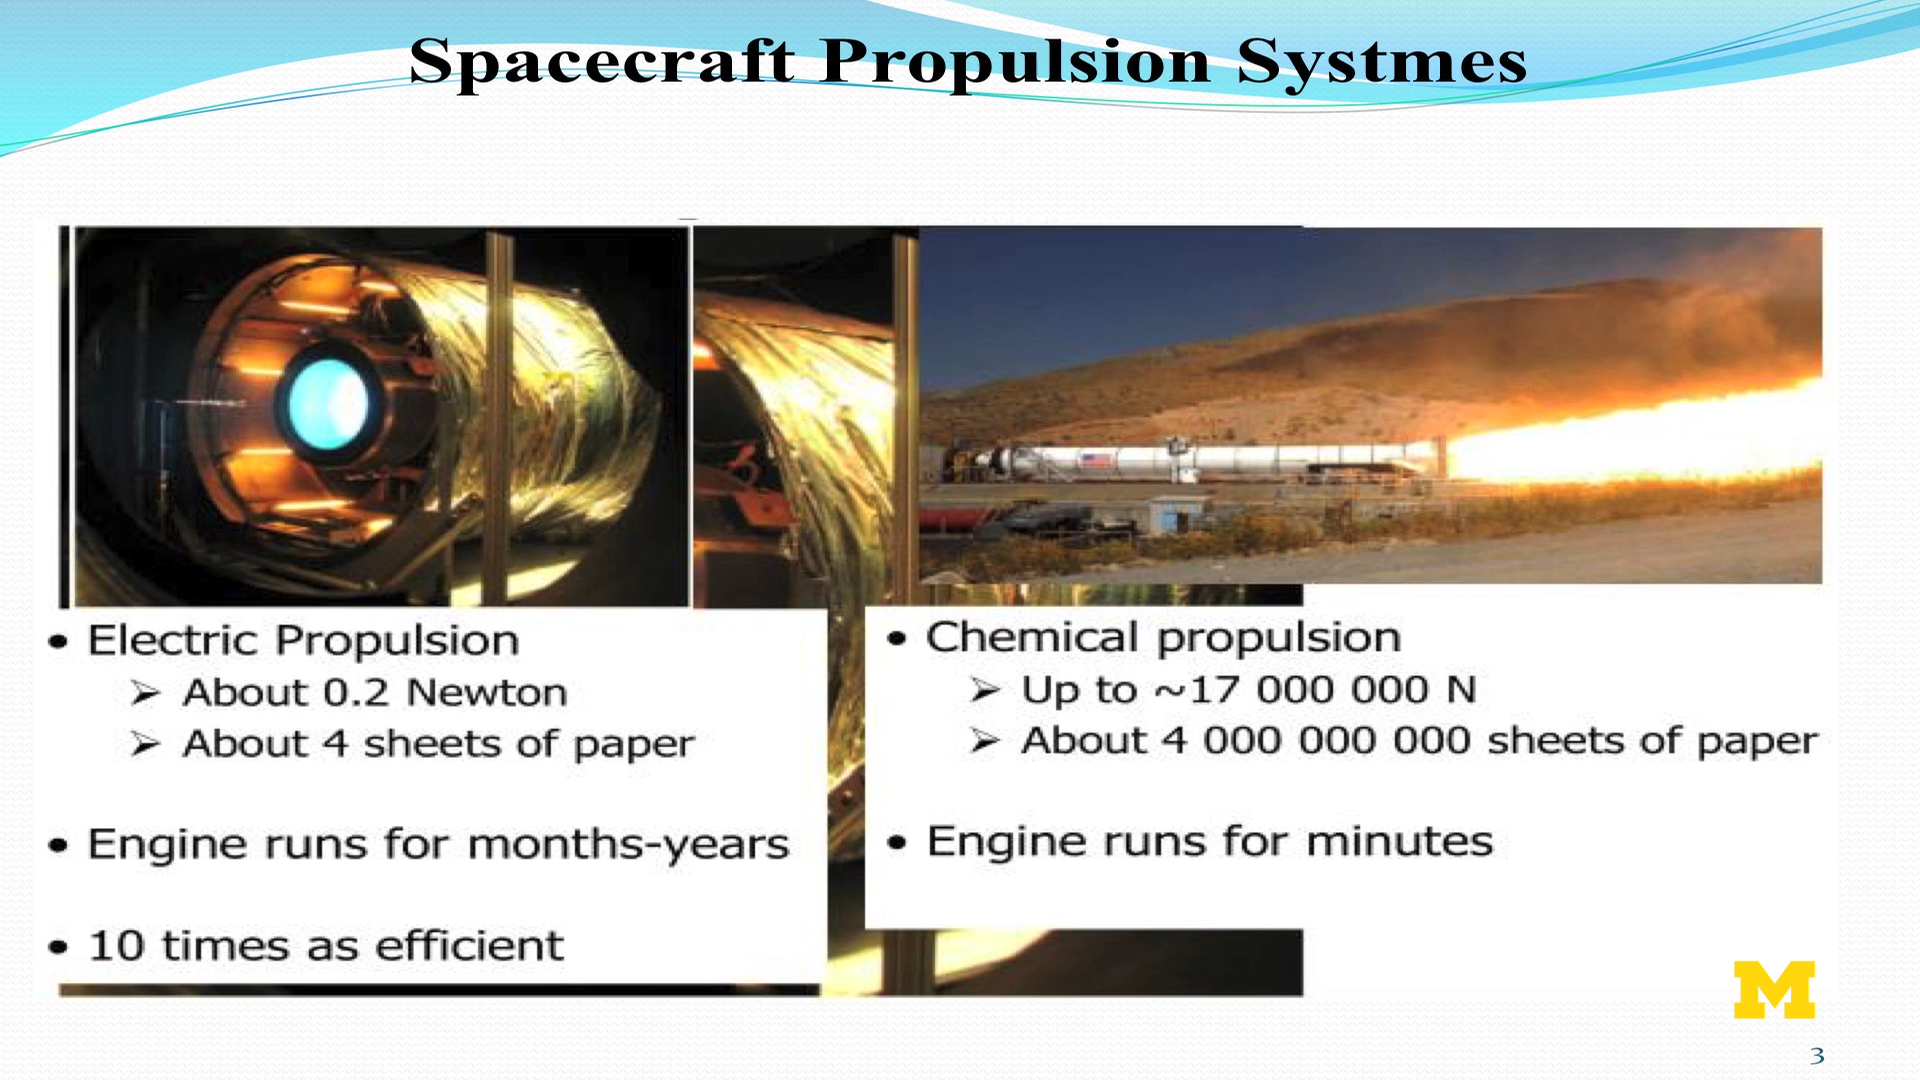 Spacecraft Propulsion Systmes
• Electric Propulsion
➢ About 0.2 Newton
➢ About 4 sheets of paper
• Engine runs for months-years
• 10 times as efficient
• Chemical propulsion
➢ Up to ~17 000 000 N
➢ About 4 000 000 000 sheets of paper
• Engine runs for minutes
M
3